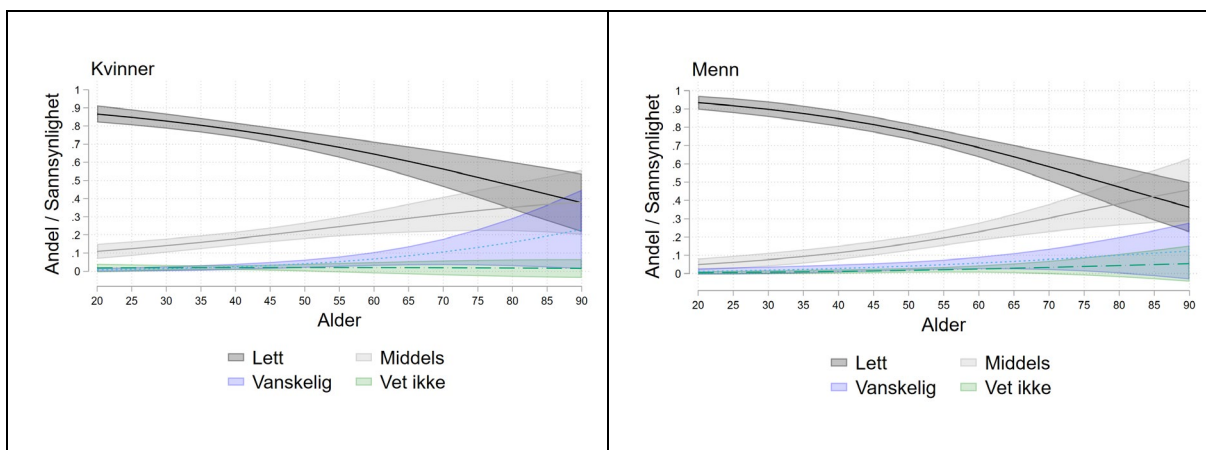 Kvinner
Andel / Sannsynlighet
1
.9
.8
.7
.6
.5
.4
.3
.2
.1
0
20 25 30 35 40 45 50 55 60 65 70 75 80 85 90
Alder
Lett Middels
Vanskelig Vet ikke
Menn
Andel / Sannsynlighet
1
.9
.8
.7
.6
.5
.4
.3
.2
.1
0
20 25 30 35 40 45 50 55 60 65 70 75 80 85 90
Alder
Lett Middels
Vanskelig Vet ikke